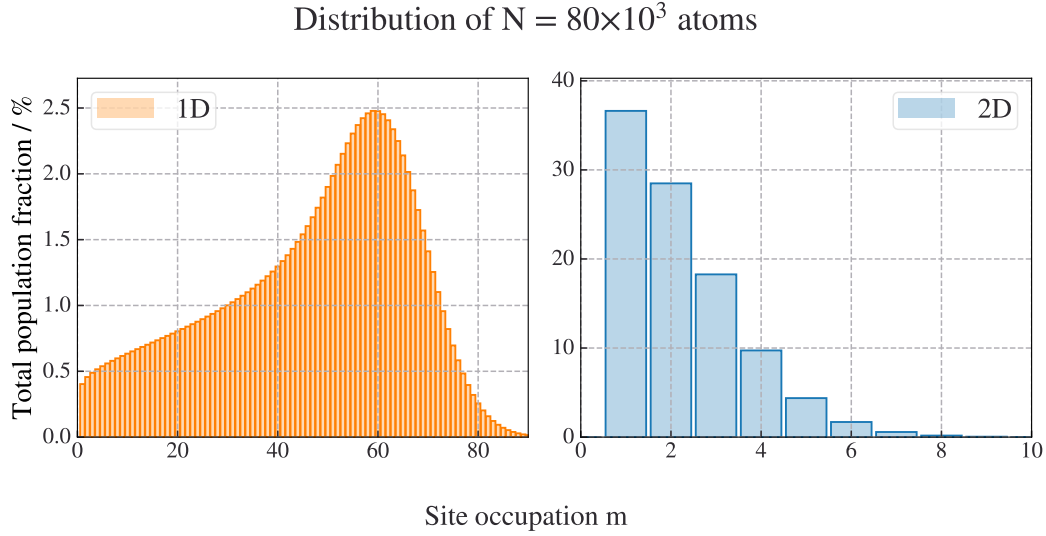 Distribution of N = 80×10³ atoms
Total population fraction / %
2.5
2.0
1.5
1.0
0.5
0.0
0 20 40 60 80
1D
40
30
20
10
0
0 2 4 6 8 10
2D
Site occupation m